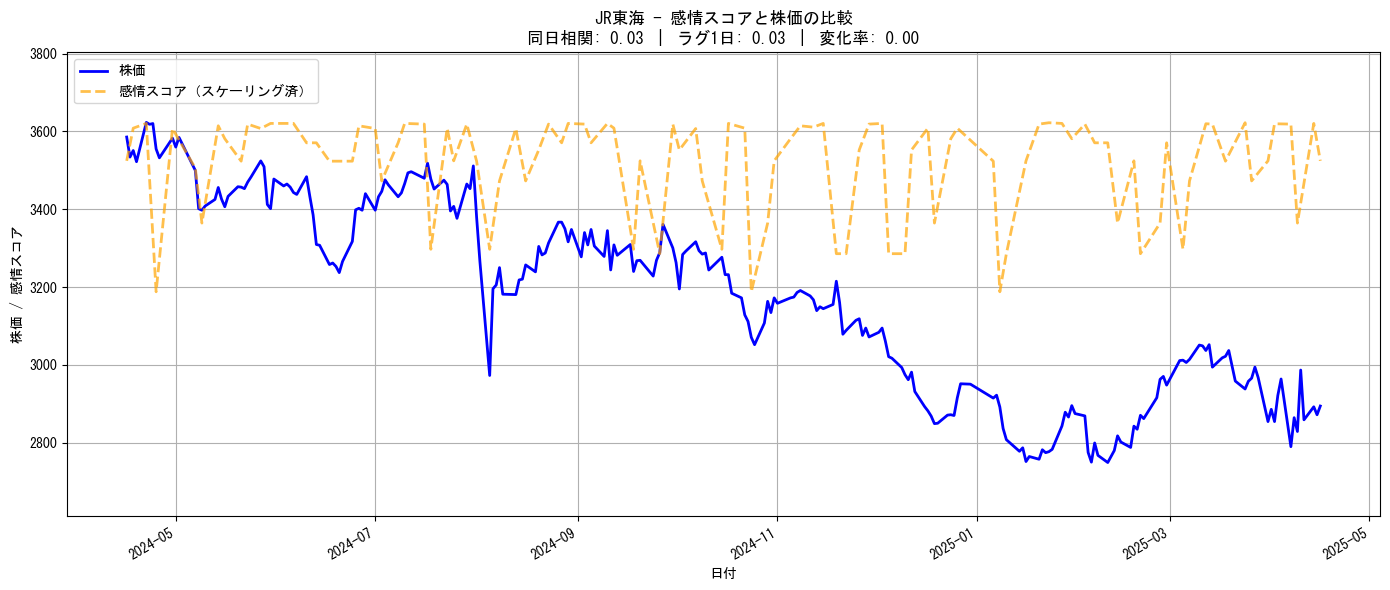 JR東海 - 感情スコアと株価の比較
同日相関: 0.03 | ラグ1日: 0.03 | 変化率: 0.00
株価
感情スコア (スケーリング済)
株価 / 感情スコア
3800
3600
3400
3200
3000
2800
2024-05
2024-07
2024-09
2024-11
2025-01
2025-03
2025-05
日付